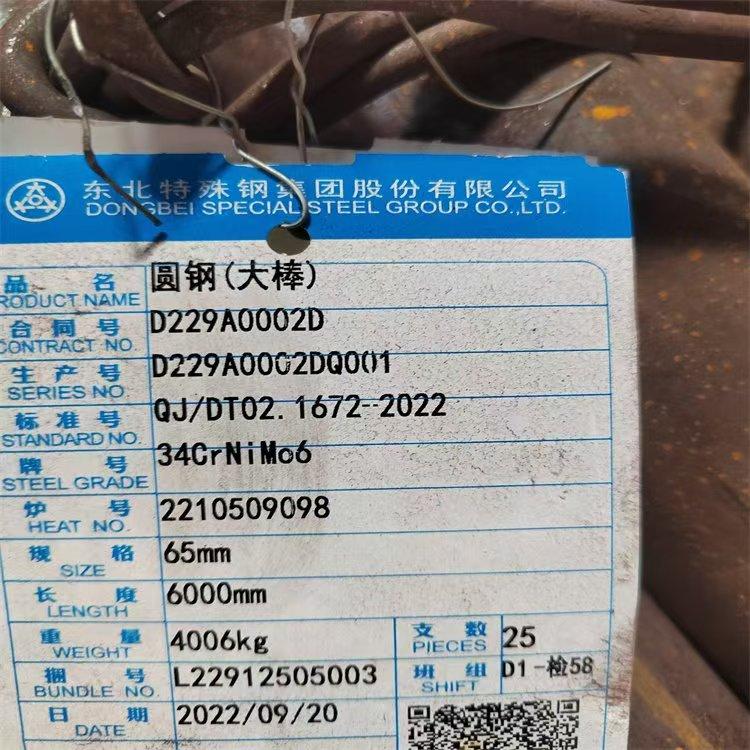 东北特殊钢集团股份有限公司
DONGBEI SPECIAL STEEL GROUP CO.,LTD.
品 名 圆钢(大棒)
PRODUCT NAME
合同号 D229A0002D
CONTRACT NO.
生产号 D229A0002DQ001
SERIES NO.
标准号 QJ/DT02.1672-2022
STANDARD NO.
牌 号 34CrNiMo6
STEEL GRADE
炉 号 2210509098
HEAT NO.
规 格 65mm
SIZE
长 度 6000mm
LENGTH
重 量 4006kg 支 数 25
WEIGHT PIECES
捆 号 L22912505003 班 组 D1-检58
BUNDLE NO. SHIFT
日 期 2022/09/20
DATE